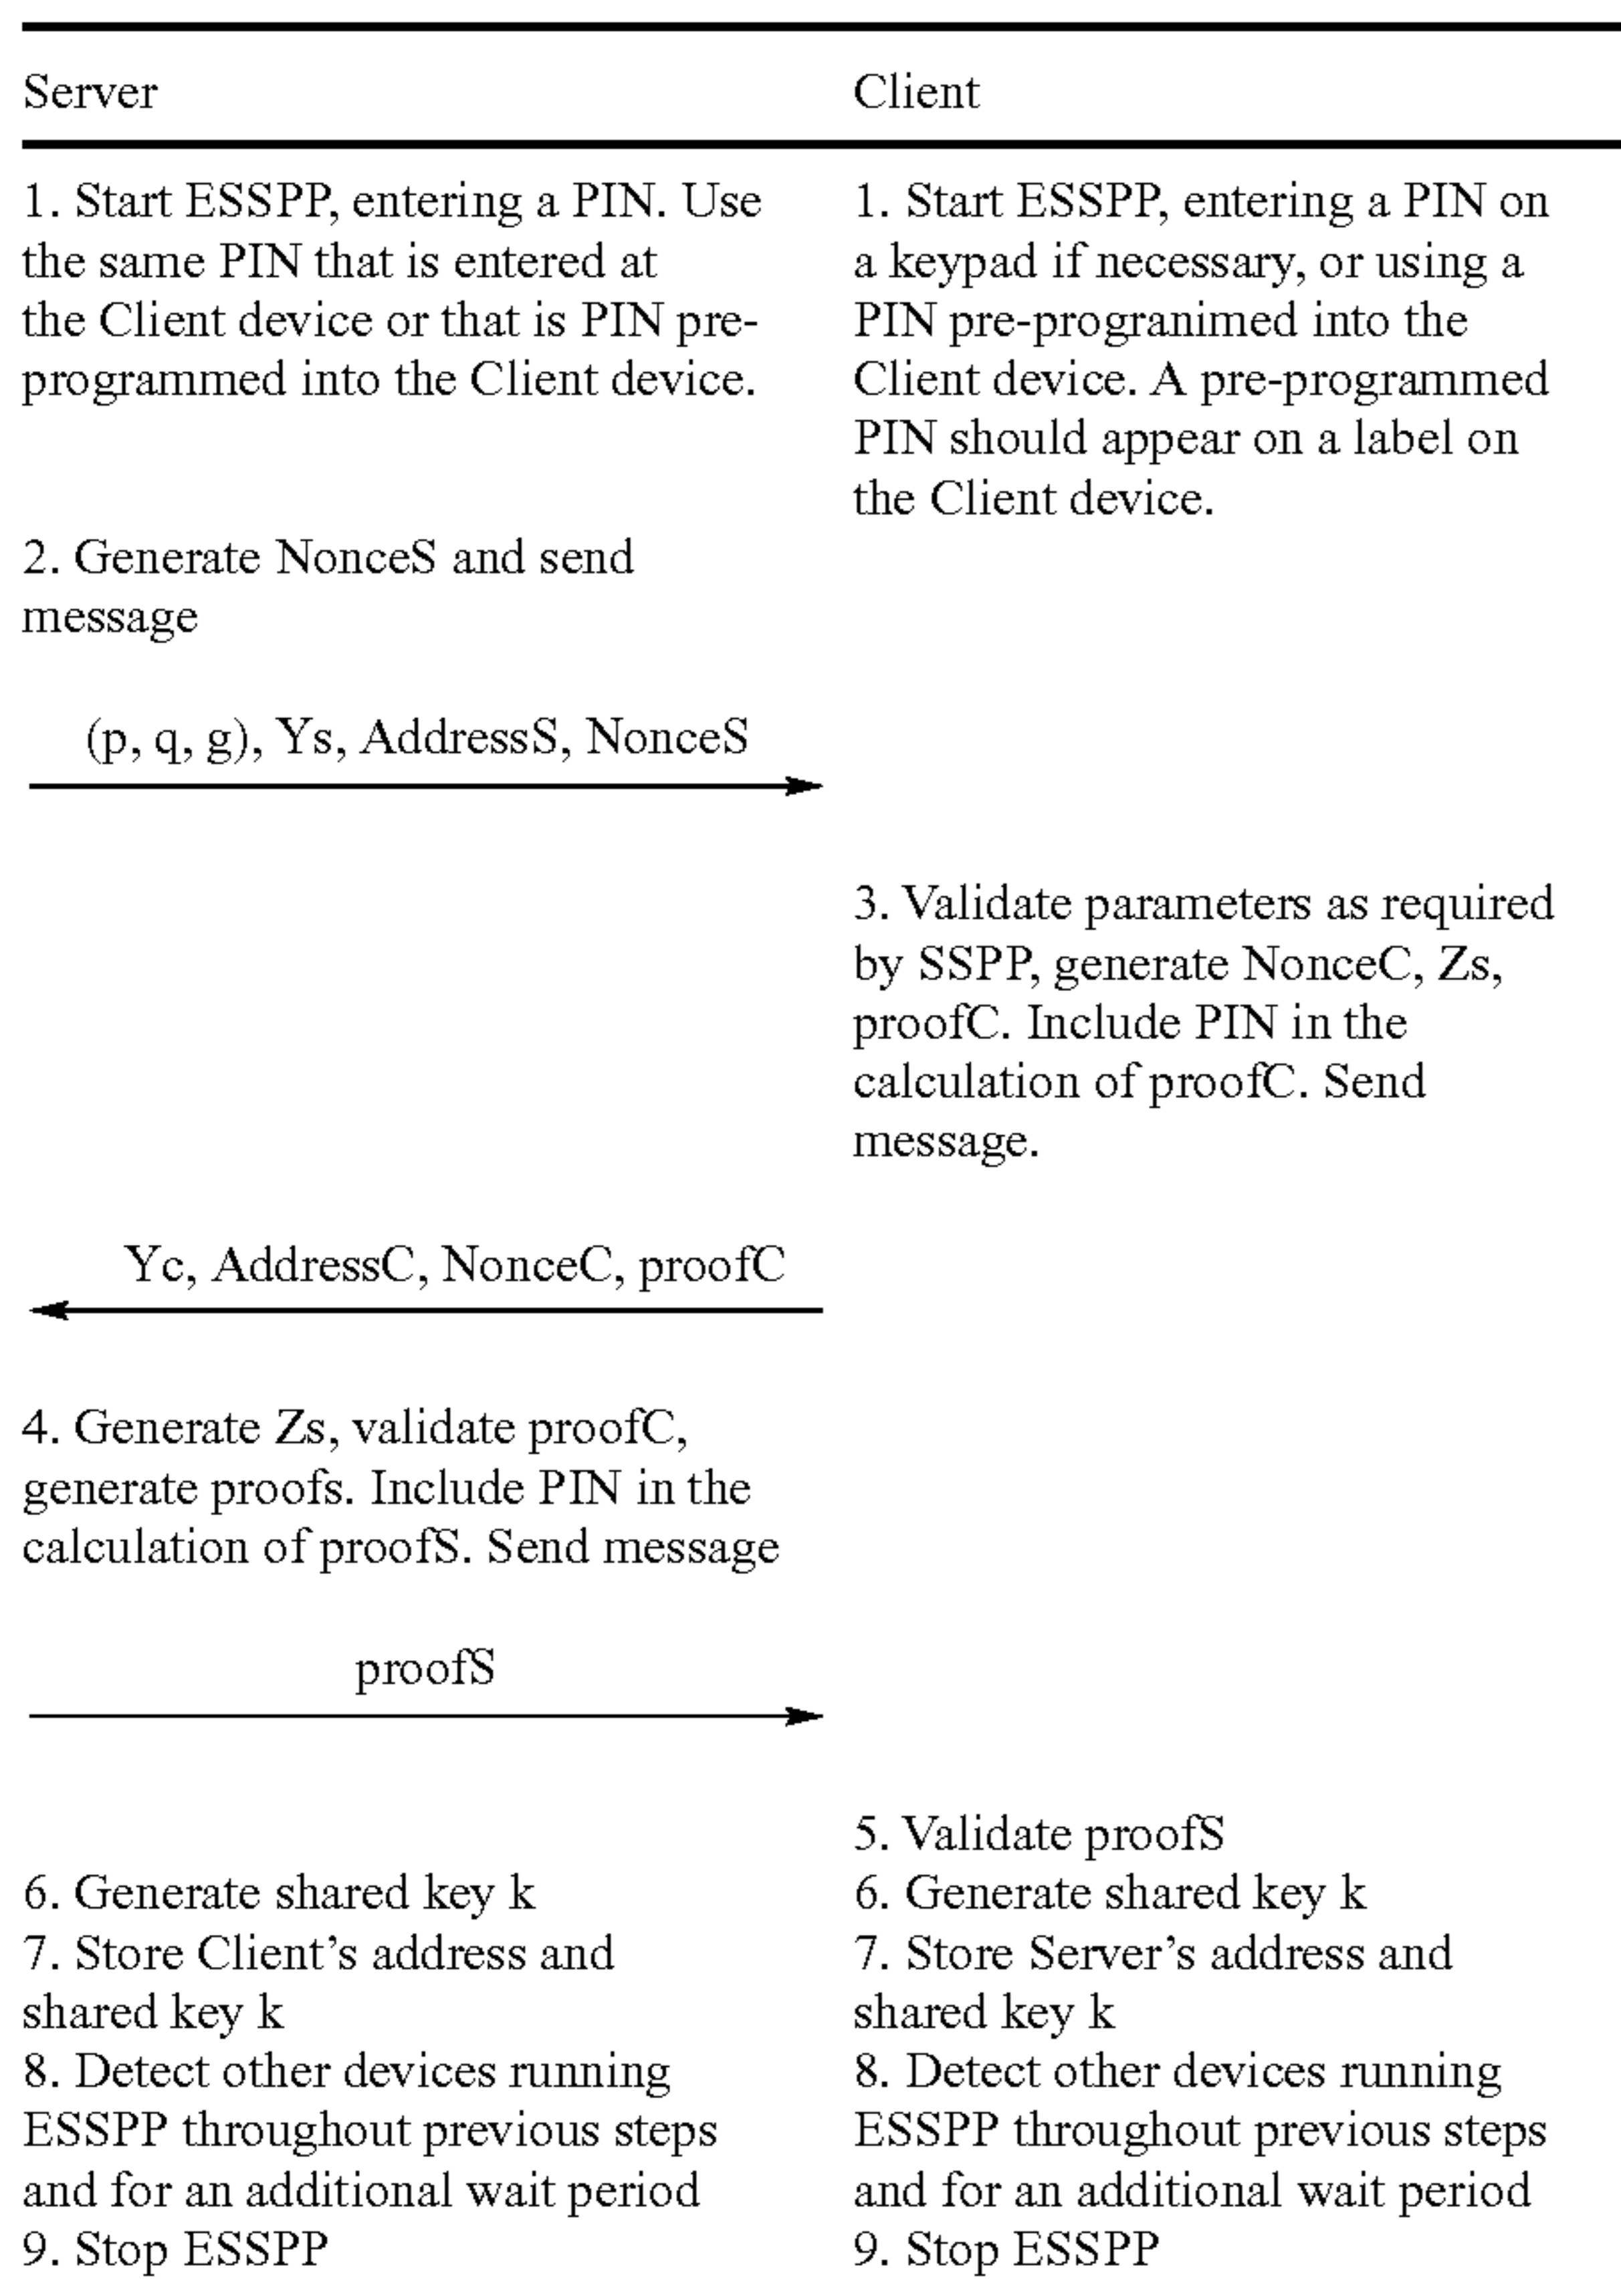 Server
Client
1. Start ESSPP, entering a PIN. Use
the same PIN that is entered at
the Client device or that is PIN pre-
programmed into the Client device.
1. Start ESSPP, entering a PIN on
a keypad if necessary, or using a
PIN pre-progranimed into the
Client device. A pre-programmed
PIN should appear on a label on
the Client device.
2. Generate NonceS and send
message
(p, q, g), Ys, AddressS, NonceS
3. Validate parameters as required
by SSPP, generate NonceC, Zs,
proofC. Include PIN in the
calculation of proofC. Send
message.
Yc, AddressC, NonceC, proofC
4. Generate Zs, validate proofC,
generate proofs. Include PIN in the
calculation of proofS. Send message
proofS
5. Validate proofS
6. Generate shared key k
7. Store Client’s address and
shared key k
8. Detect other devices running
ESSPP throughout previous steps
and for an additional wait period
9. Stop ESSPP
6. Generate shared key k
7. Store Server’s address and
shared key k
8. Detect other devices running
ESSPP throughout previous steps
and for an additional wait period
9. Stop ESSPP